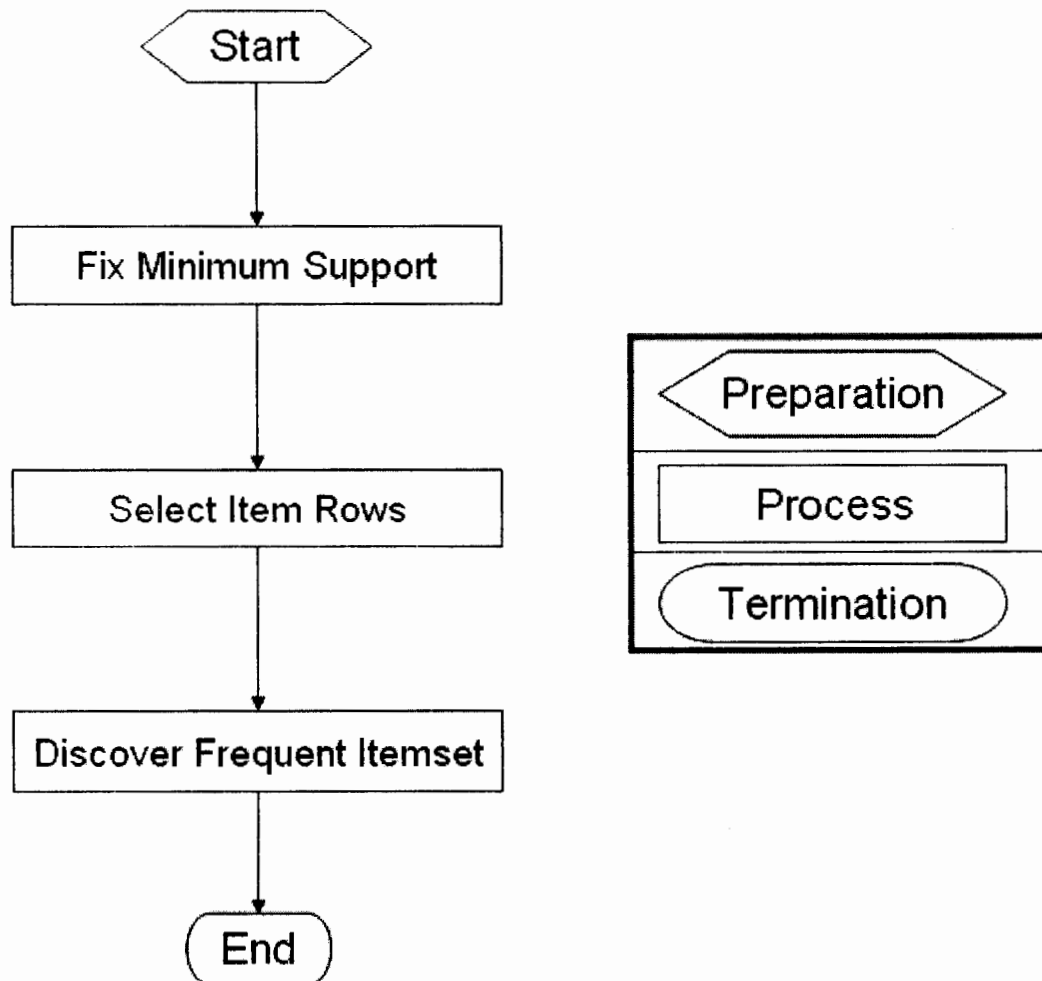 Start
Fix Minimum Support
Select Item Rows
Discover Frequent Itemset
End
Preparation
Process
Termination